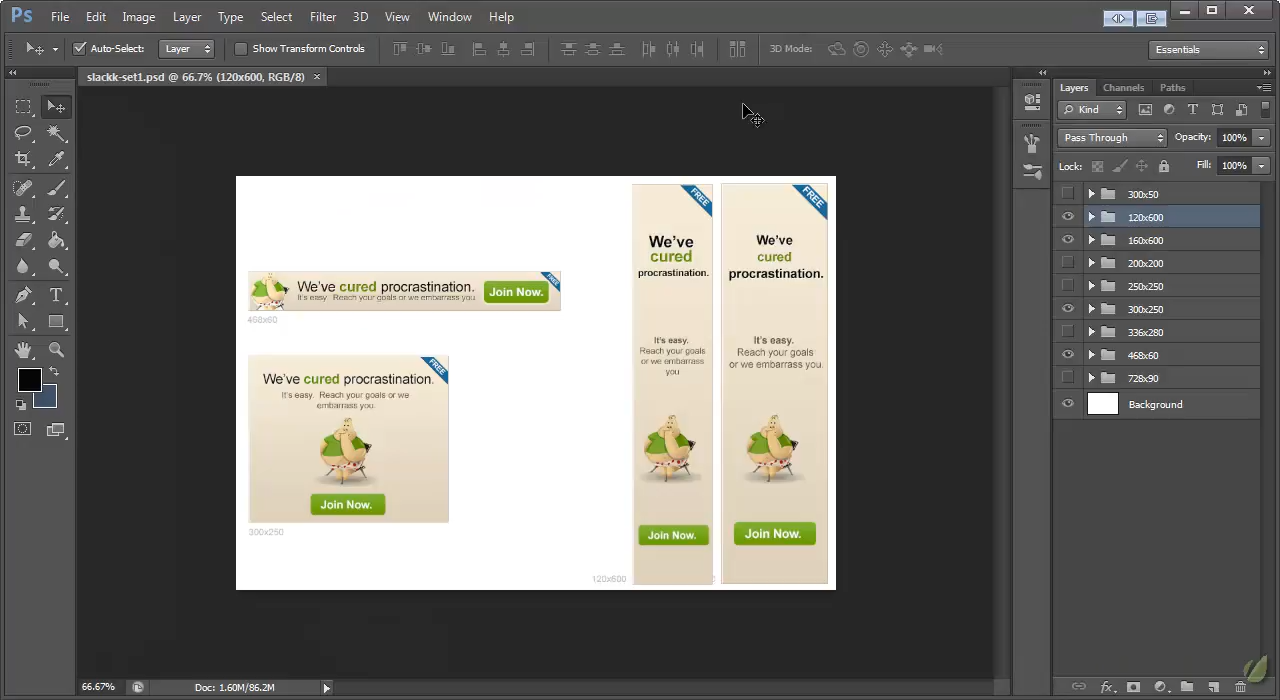 Ps File Edit Image Layer Type Select Filter 3D View Window Help
Auto-Select: Layer Show Transform Controls 3D Mode: Essentials
slackk-set1.psd @ 66.7% (120x600, RGB/8) ×
Layers Channels Paths
Kind
Pass Through Opacity: 100%
Lock: Fill: 100%
300x50
120x600
160x600
200x200
250x250
300x250
336x280
468x60
728x90
Background
We've cured procrastination.
It's easy. Reach your goals or we embarrass you.
Join Now.
FREE
468x60
FREE
We've cured procrastination.
It's easy. Reach your goals or we
embarrass you.
Join Now.
300x250
FREE
We've
cured
procrastination.
It's easy.
Reach your goals
or we embarrass
you
Join Now.
120x600
FREE
We've
cured
procrastination.
It's easy.
Reach your goals
or we embarrass you.
Join Now.
66.67% Doc: 1.60M/86.2M